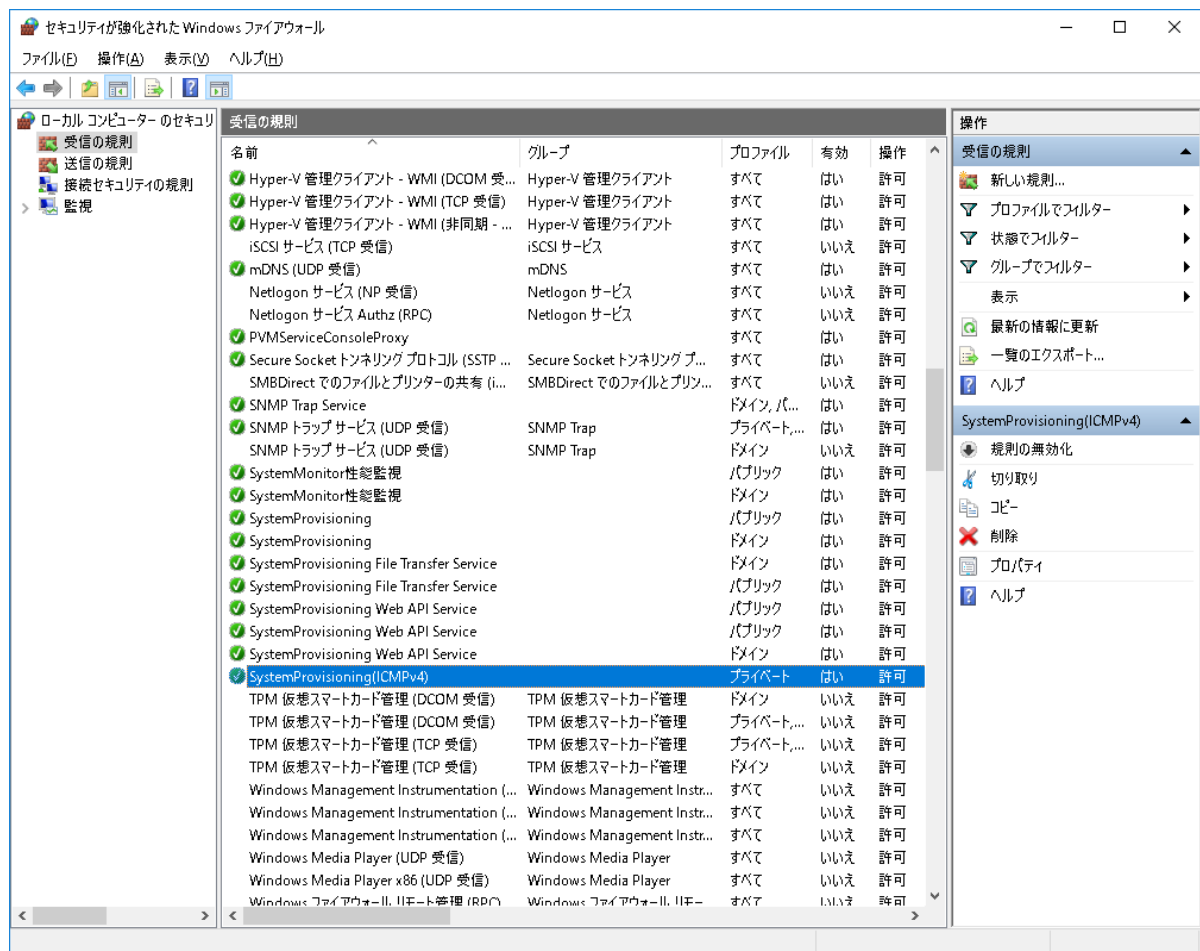 セキュリティが強化された Windows ファイアウォール
ファイル(F) 操作(A) 表示(V) ヘルプ(H)
ローカル コンピューター のセキュリ
受信の規則
送信の規則
接続セキュリティの規則
監視
受信の規則
名前 グループ プロファイル 有効 操作
Hyper-V 管理クライアント - WMI (DCOM 受... Hyper-V 管理クライアント すべて はい 許可
Hyper-V 管理クライアント - WMI (TCP 受信) Hyper-V 管理クライアント すべて はい 許可
Hyper-V 管理クライアント - WMI (非同期 - ... Hyper-V 管理クライアント すべて はい 許可
iSCSI サービス (TCP 受信) iSCSI サービス すべて いいえ 許可
mDNS (UDP 受信) mDNS すべて はい 許可
Netlogon サービス (NP 受信) Netlogon サービス すべて いいえ 許可
Netlogon サービス Authz (RPC) Netlogon サービス すべて いいえ 許可
PVMServiceConsoleProxy すべて はい 許可
Secure Socket トンネリング プロトコル (SSTP ... Secure Socket トンネリング プ... すべて はい 許可
SMBDirect でのファイルとプリンターの共有 (i... SMBDirect でのファイルとプリン... すべて いいえ 許可
SNMP Trap Service ドメイン, パ... はい 許可
SNMP トラップ サービス (UDP 受信) SNMP Trap プライベート,... はい 許可
SNMP トラップ サービス (UDP 受信) SNMP Trap ドメイン いいえ 許可
SystemMonitor性能監視 パブリック はい 許可
SystemMonitor性能監視 ドメイン はい 許可
SystemProvisioning パブリック はい 許可
SystemProvisioning ドメイン はい 許可
SystemProvisioning File Transfer Service ドメイン はい 許可
SystemProvisioning File Transfer Service パブリック はい 許可
SystemProvisioning Web API Service パブリック はい 許可
SystemProvisioning Web API Service パブリック はい 許可
SystemProvisioning Web API Service ドメイン はい 許可
SystemProvisioning(ICMPv4) プライベート はい 許可
TPM 仮想スマートカード管理 (DCOM 受信) TPM 仮想スマートカード管理 ドメイン いいえ 許可
TPM 仮想スマートカード管理 (DCOM 受信) TPM 仮想スマートカード管理 プライベート,... いいえ 許可
TPM 仮想スマートカード管理 (TCP 受信) TPM 仮想スマートカード管理 プライベート,... いいえ 許可
TPM 仮想スマートカード管理 (TCP 受信) TPM 仮想スマートカード管理 ドメイン いいえ 許可
Windows Management Instrumentation (... Windows Management Instr... すべて いいえ 許可
Windows Management Instrumentation (... Windows Management Instr... すべて いいえ 許可
Windows Management Instrumentation (... Windows Management Instr... すべて いいえ 許可
Windows Media Player (UDP 受信) Windows Media Player すべて いいえ 許可
Windows Media Player x86 (UDP 受信) Windows Media Player すべて いいえ 許可
Windows ファイアウォール リモート管理 (RPC) Windows ファイアウォール リモー すべて いいえ 許可
操作
受信の規則
新しい規則...
プロファイルでフィルター
状態でフィルター
グループでフィルター
表示
最新の情報に更新
一覧のエクスポート...
ヘルプ
SystemProvisioning(ICMPv4)
規則の無効化
切り取り
コピー
削除
プロパティ
ヘルプ